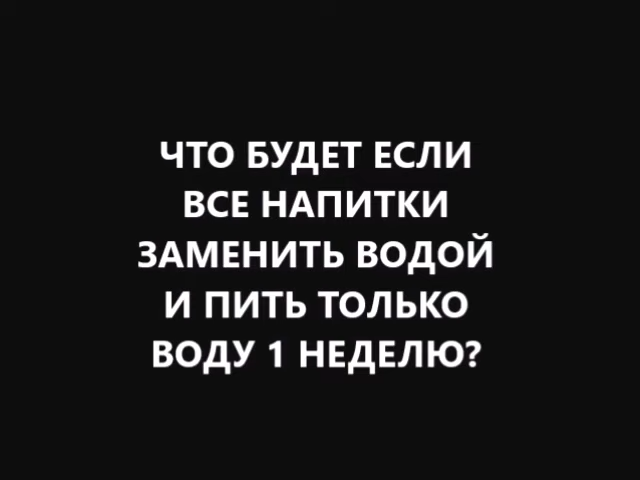 ЧТО БУДЕТ ЕСЛИ
ВСЕ НАПИТКИ
ЗАМЕНИТЬ ВОДОЙ
И ПИТЬ ТОЛЬКО
ВОДУ 1 НЕДЕЛЮ?